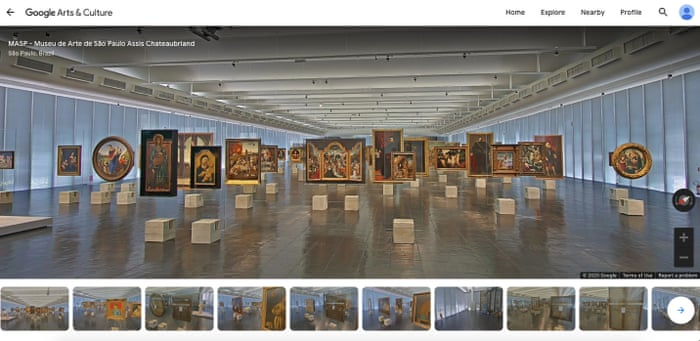 Google Arts & Culture
Home Explore Nearby Profile
MASP - Museu de Arte de São Paulo Assis Chateaubriand
São Paulo, Brazil
© 2020 Google Terms of Use Report a problem